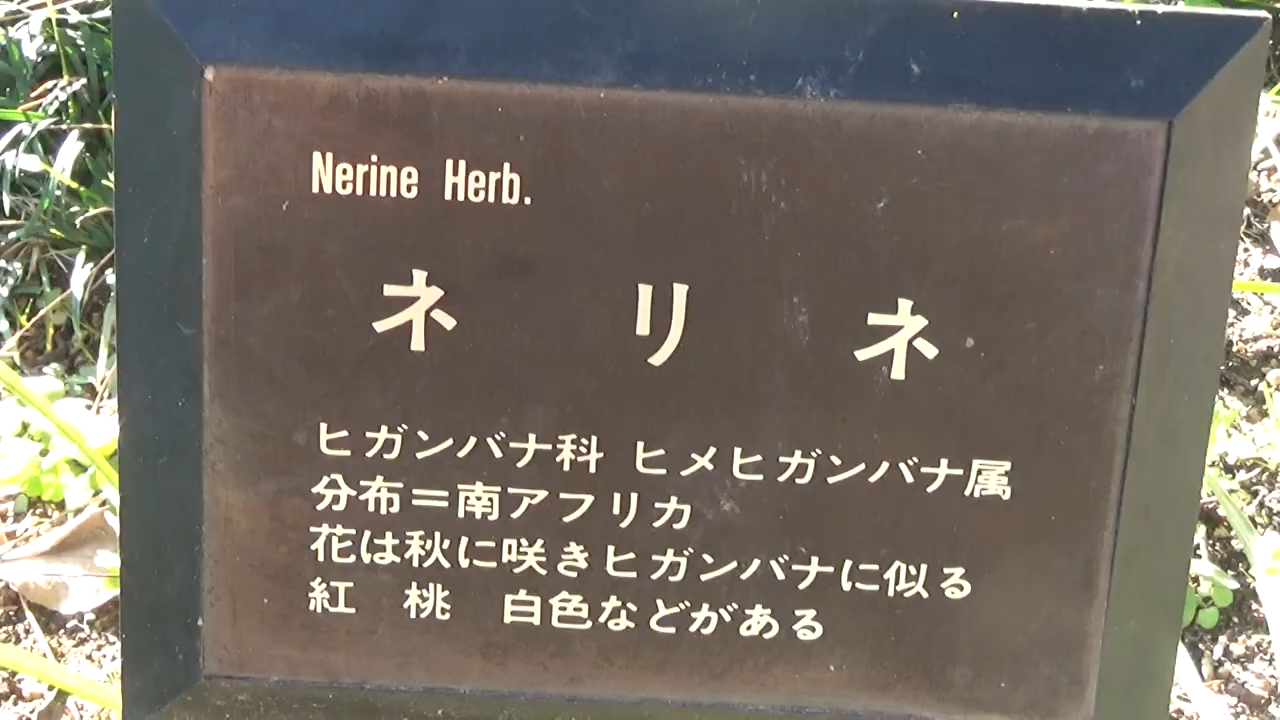 Nerine Herb.
ネリネ
ヒガンバナ科 ヒメヒガンバナ属
分布=南アフリカ
花は秋に咲きヒガンバナに似る
紅 桃 白色などがある